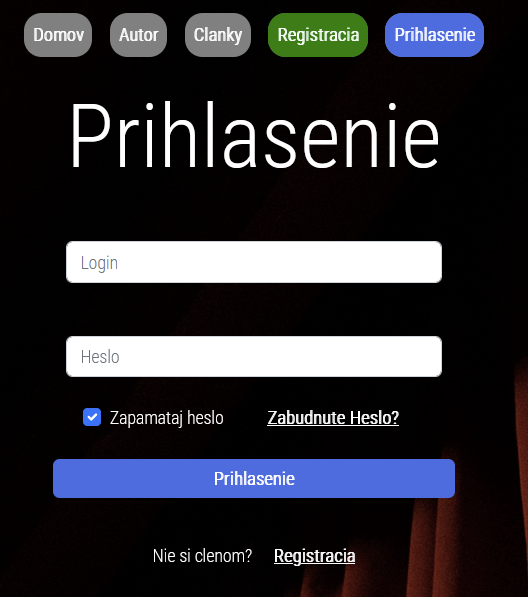 Domov Autor Clanky Registracia Prihlasenie
Prihlasenie
Login
Heslo
Zapamataj heslo Zabudnute Heslo?
Prihlasenie
Nie si clenom? Registracia